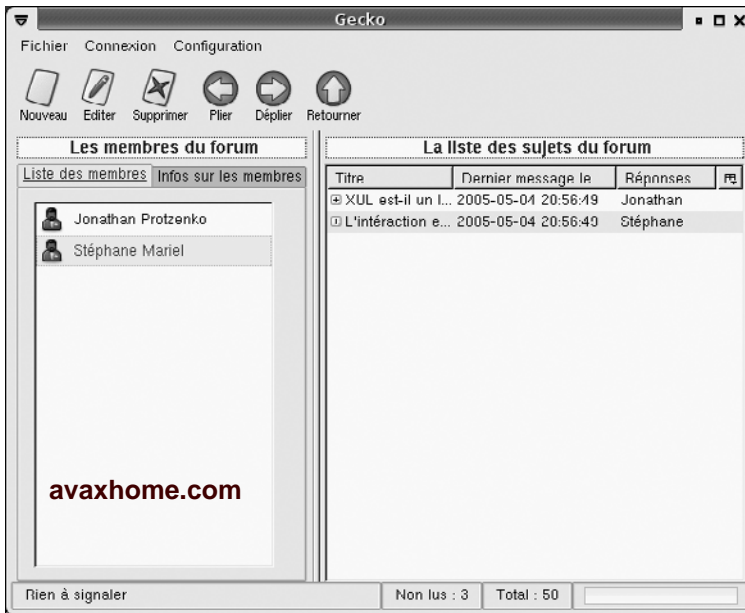 Gecko
Fichier Connexion Configuration
Nouveau Editer Supprimer Plier Déplier Retourner
Les membres du forum
Liste des membres Infos sur les membres
Jonathan Protzenko
Stéphane Mariel
avaxhome.com
La liste des sujets du forum
Titre Dernier message le Réponses
XUL est-il un l... 2005-05-04 20:56:49 Jonathan
L'intéraction e... 2005-05-04 20:56:49 Stéphane
Rien à signaler Non lus : 3 Total : 50